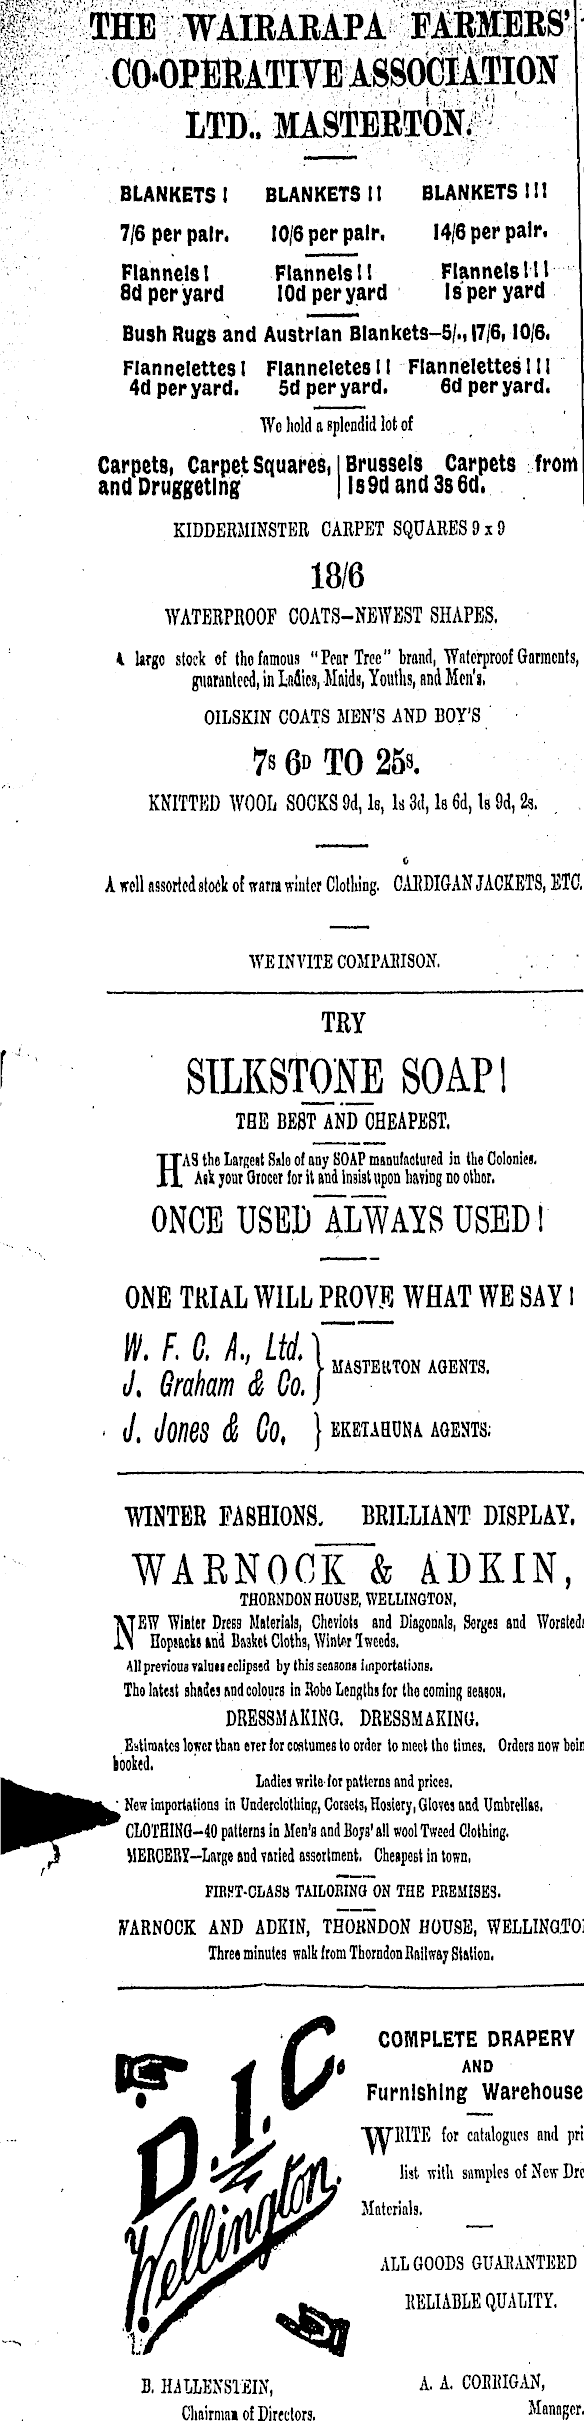 THE WAIRARAPA FARMERS'
CO-OPERATIVE ASSOCIATION
LTD., MASTERTON.
BLANKETS ! BLANKETS !! BLANKETS !!!
7/6 per pair. 10/6 per pair. 14/6 per pair.
Flannels ! Flannels !! Flannels !!!
8d per yard 10d per yard 1s per yard
Bush Rugs and Austrian Blankets—5/., 17/6, 10/6.
Flannelettes ! Flanneletes !! Flannelettes !!!
4d per yard. 5d per yard. 6d per yard.
We hold a splendid lot of
Carpets, Carpet Squares, Brussels Carpets from
and Druggeting 1s 9d and 3s 6d.
KIDDERMINSTER CARPET SQUARES 9 x 9
18/6
WATERPROOF COATS—NEWEST SHAPES.
A large stock of the famous "Pear Tree" brand, Waterproof Garments,
guaranteed, in Ladies, Maids, Youths, and Men's.
OILSKIN COATS MEN'S AND BOY'S
7s 6D TO 25s.
KNITTED WOOL SOCKS 9d, 1s, 1s 3d, 1s 6d, 1s 9d, 2s.
A well assorted stock of warm winter Clothing. CARDIGAN JACKETS, ETC.
WE INVITE COMPARISON.
TRY
SILKSTONE SOAP!
THE BEST AND CHEAPEST.
HAS the Largest Sale of any SOAP manufactured in the Colonies.
Ask your Grocer for it and insist upon having no other.
ONCE USED ALWAYS USED!
ONE TRIAL WILL PROVE WHAT WE SAY!
W. F. C. A., Ltd.
J. Graham & Co.
MASTERTON AGENTS.
J. Jones & Co. EKETAHUNA AGENTS.
WINTER FASHIONS. BRILLIANT DISPLAY.
WARNOCK & ADKIN,
THORNDON HOUSE, WELLINGTON,
NEW Winter Dress Materials, Cheviots and Diagonals, Serges and Worsteds
Hopsacks and Basket Cloths, Winter Tweeds.
All previous values eclipsed by this seasons importations.
The latest shades and colours in Robe Lengths for the coming season.
DRESSMAKING. DRESSMAKING.
Estimates lower than ever for costumes to order to meet the times. Orders now bein
booked.
Ladies write for patterns and prices.
New importations in Underclothing, Corsets, Hosiery, Gloves and Umbrellas.
CLOTHING—40 patterns in Men's and Boys' all wool Tweed Clothing.
MERCERY—Large and varied assortment. Cheapest in town.
FIRST-CLASS TAILORING ON THE PREMISES.
WARNOCK AND ADKIN, THORNDON HOUSE, WELLINGTO
Three minutes walk from Thorndon Railway Station.
D.I.C.
Wellington.
COMPLETE DRAPERY
AND
Furnishing Warehouse
WRITE for catalogues and pri
list with samples of New Dre
Materials.
ALL GOODS GUARANTEED
RELIABLE QUALITY.
B. HALLENSTEIN,
Chairman of Directors.
A. A. CORRIGAN,
Manager.